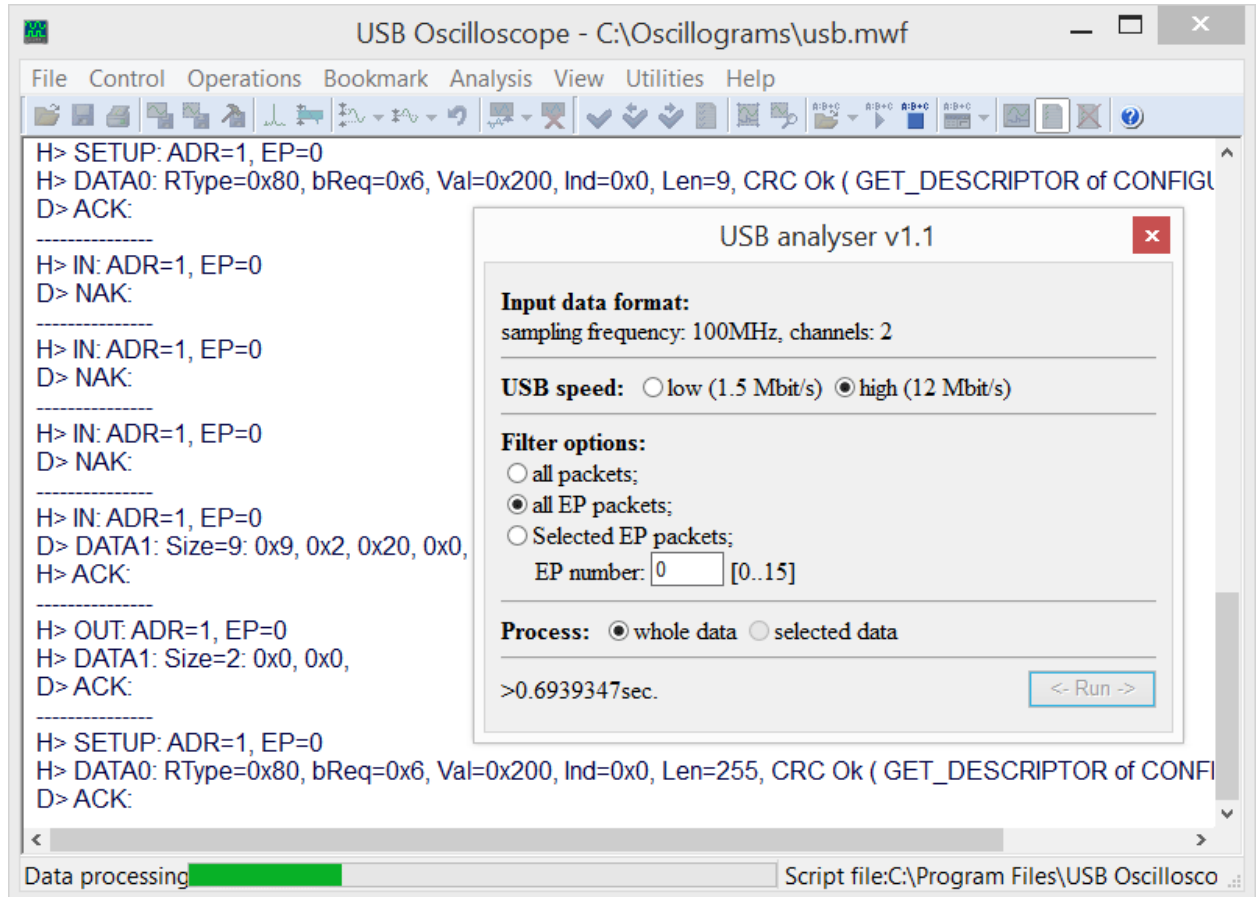 USB Oscilloscope - C:\Oscillograms\usb.mwf
File Control Operations Bookmark Analysis View Utilities Help
A:B+C A:B+C A:B+C A:B+C
H> SETUP: ADR=1, EP=0
H> DATA0: RType=0x80, bReq=0x6, Val=0x200, Ind=0x0, Len=9, CRC Ok ( GET_DESCRIPTOR of CONFIGU
D> ACK:
---------------
H> IN: ADR=1, EP=0
D> NAK:
---------------
H> IN: ADR=1, EP=0
D> NAK:
---------------
H> IN: ADR=1, EP=0
D> NAK:
---------------
H> IN: ADR=1, EP=0
D> DATA1: Size=9: 0x9, 0x2, 0x20, 0x0,
H> ACK:
---------------
H> OUT: ADR=1, EP=0
H> DATA1: Size=2: 0x0, 0x0,
D> ACK:
---------------
H> SETUP: ADR=1, EP=0
H> DATA0: RType=0x80, bReq=0x6, Val=0x200, Ind=0x0, Len=255, CRC Ok ( GET_DESCRIPTOR of CONFI
D> ACK:
USB analyser v1.1
Input data format:
sampling frequency: 100MHz, channels: 2
USB speed: low (1.5 Mbit/s) high (12 Mbit/s)
Filter options:
all packets;
all EP packets;
Selected EP packets;
EP number: 0 [0..15]
Process: whole data selected data
>0.6939347sec. <- Run ->
Data processing Script file:C:\Program Files\USB Oscillosco